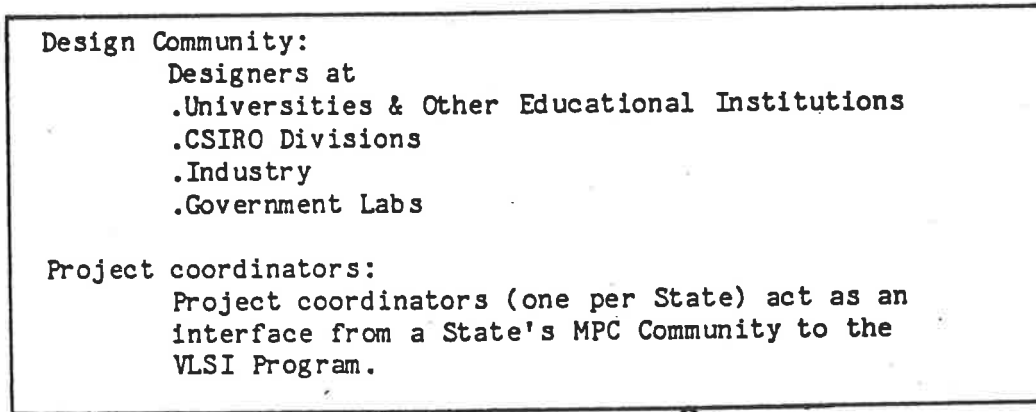 Design Community:
Designers at
.Universities & Other Educational Institutions
.CSIRO Divisions
.Industry
.Government Labs
Project coordinators:
Project coordinators (one per State) act as an
interface from a State's MPC Community to the
VLSI Program.